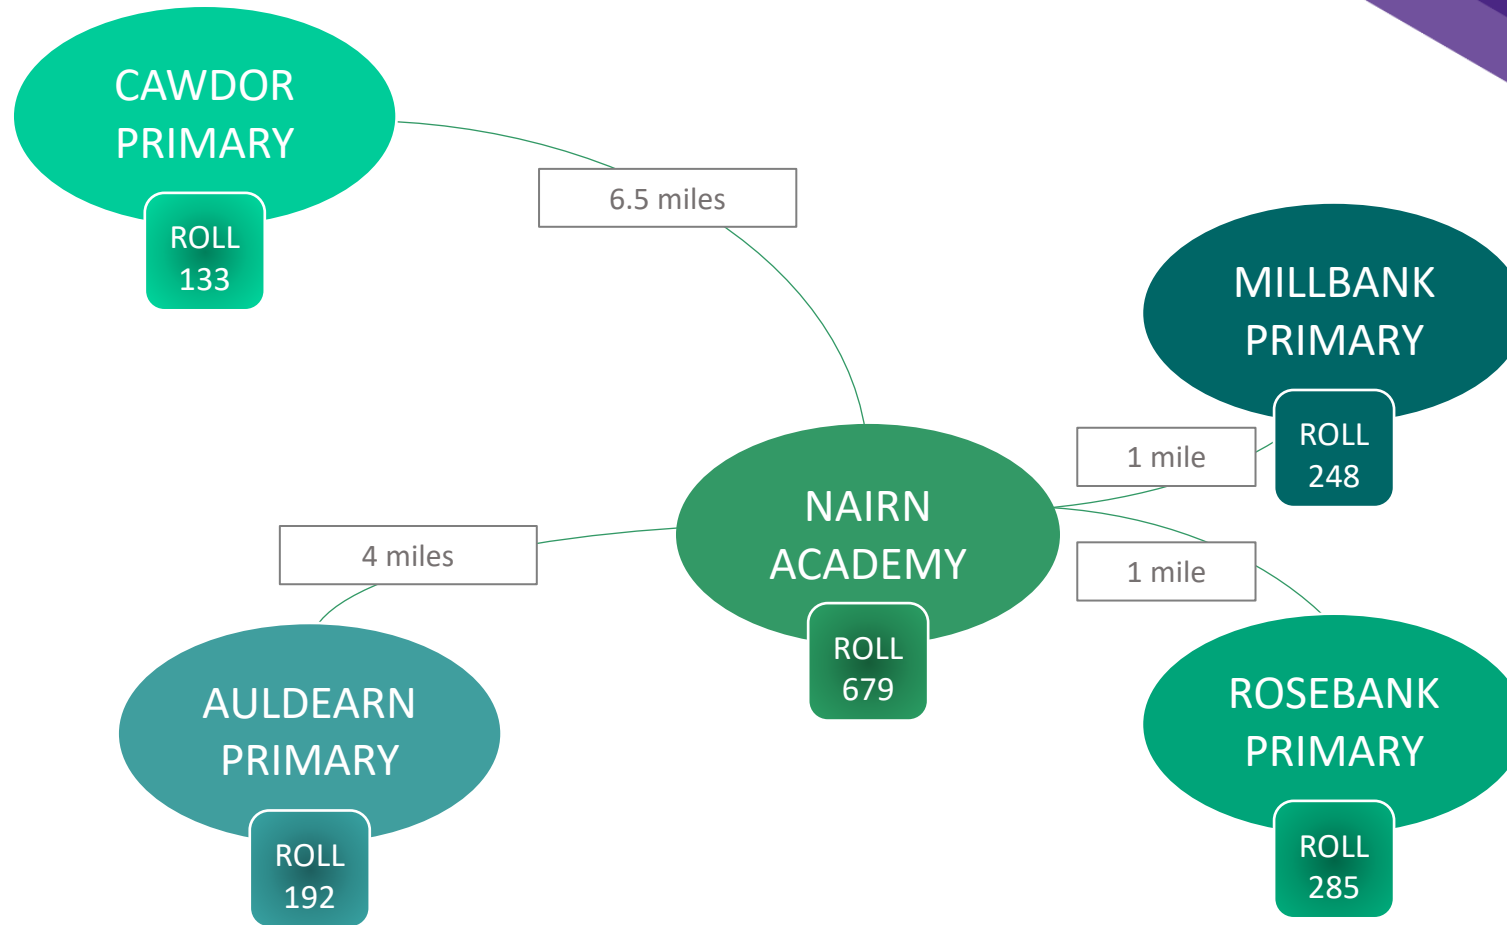 CAWDOR
PRIMARY
ROLL
133
6.5 miles
MILLBANK
PRIMARY
ROLL
248
1 mile
NAIRN
ACADEMY
ROLL
679
4 miles
1 mile
AULDEARN
PRIMARY
ROLL
192
ROSEBANK
PRIMARY
ROLL
285